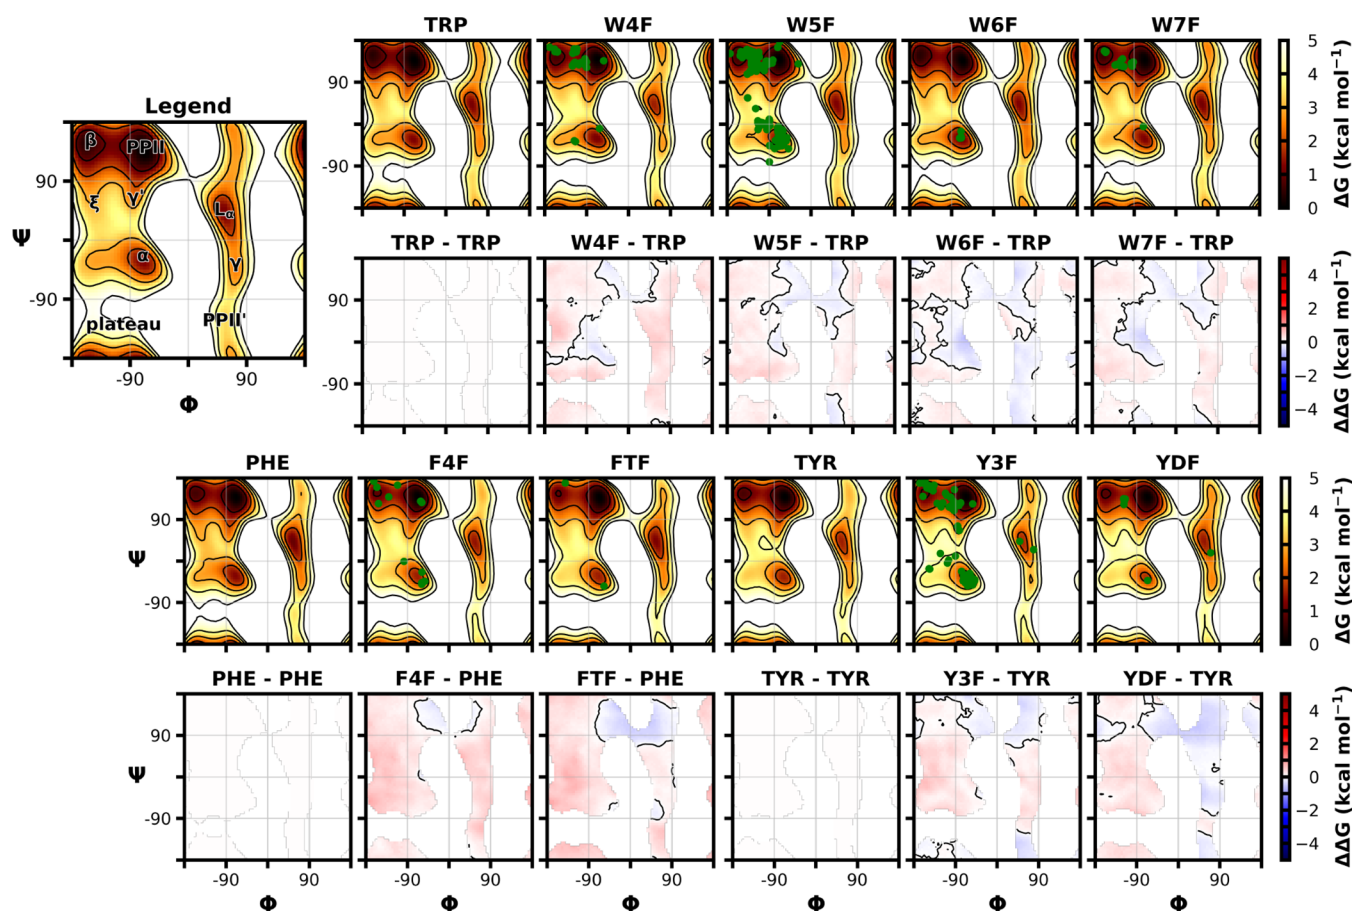 TRP W4F W5F W6F W7F
Legend
β PPII
ξ γ' Lα
α γ
plateau PPII'
90
-90
Ψ
-90 90
Φ
90
-90
5
4
3
2
1
0
ΔG (kcal mol⁻¹)
TRP - TRP W4F - TRP W5F - TRP W6F - TRP W7F - TRP
90
-90
4
2
0
−2
−4
ΔΔG (kcal mol⁻¹)
PHE F4F FTF TYR Y3F YDF
Ψ
90
-90
5
4
3
2
1
0
ΔG (kcal mol⁻¹)
PHE - PHE F4F - PHE FTF - PHE TYR - TYR Y3F - TYR YDF - TYR
Ψ
90
-90
4
2
0
−2
−4
ΔΔG (kcal mol⁻¹)
-90 90 -90 90 -90 90 -90 90 -90 90 -90 90
Φ Φ Φ Φ Φ Φ